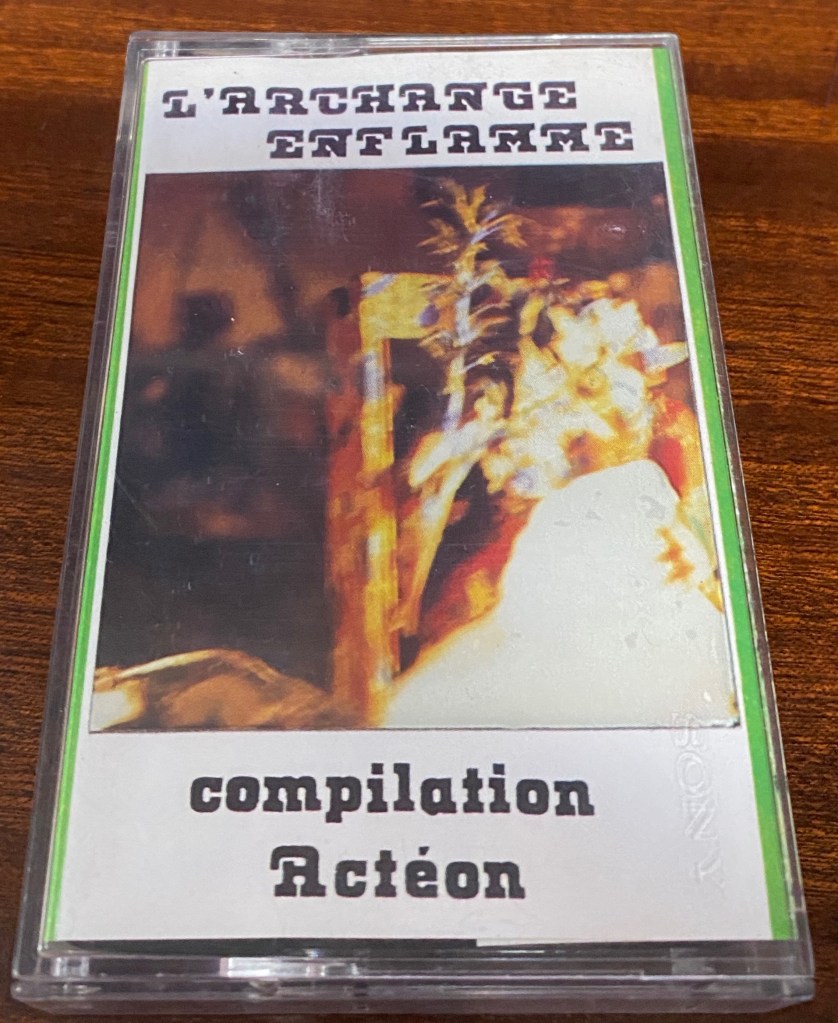 L'ARCHANGE
ENFLAMME
compilation
Actéon
SONY